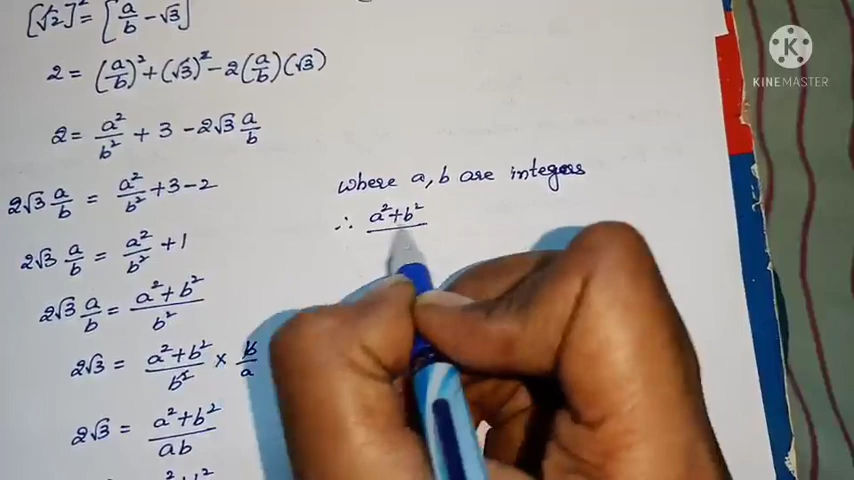 [√2]² = [a/b - √3]
2 = (a/b)² + (√3)² - 2(a/b)(√3)
2 = a²/b² + 3 - 2√3 a/b
2√3 a/b = a²/b² + 3 - 2
2√3 a/b = a²/b² + 1
2√3 a/b = a²+b²/b²
2√3 = a²+b²/b² × b/a
2√3 = a²+b²/ab
where a, b are integers
∴ a²+b²
KINEMASTER